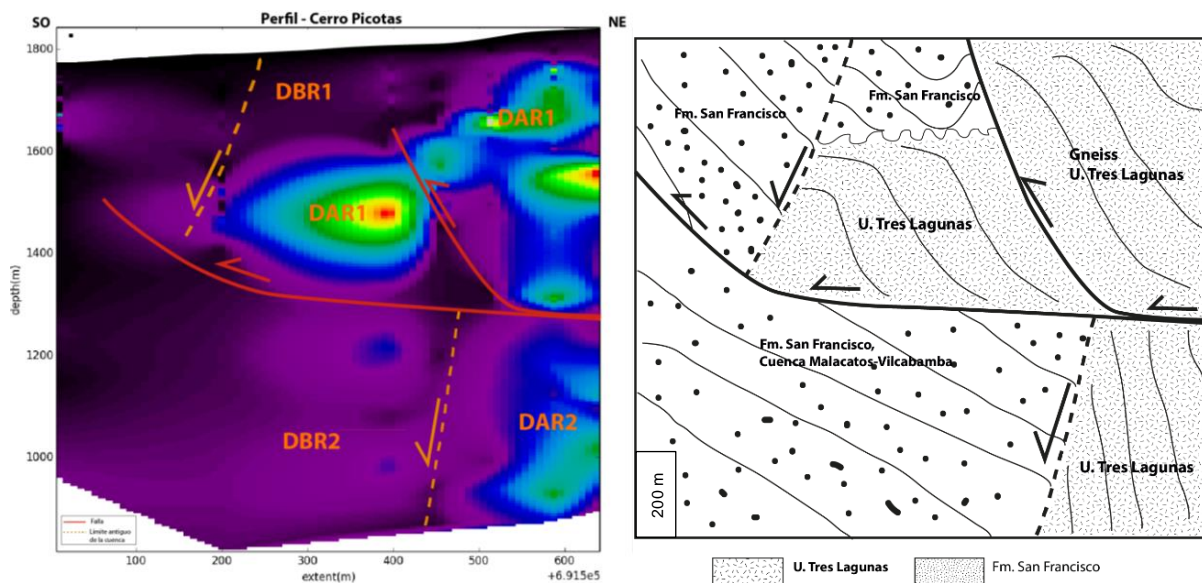 SO
Perfil - Cerro Picotas
NE
1800
1600
1400
1200
1000
depth(m)
DBR1
DAR1
DAR1
DBR2
DAR2
Falla
Límite antiguo
de la cuenca
100
200
300
400
500
600
extent(m)
+6.915e5
Fm. San Francisco
Fm. San Francisco
Gneiss
U. Tres Lagunas
U. Tres Lagunas
Fm. San Francisco,
Cuenca Malacatos-Vilcabamba
U. Tres Lagunas
200 m
U. Tres Lagunas
Fm. San Francisco